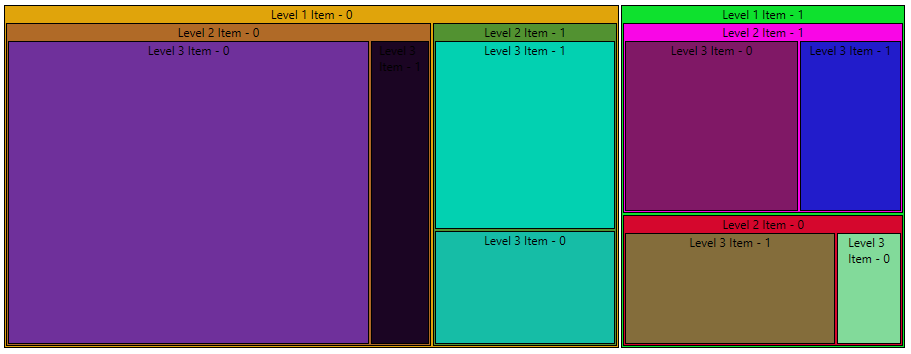 Level 1 Item - 0
Level 2 Item - 0
Level 3 Item - 0
Level 3
Item - 1
Level 2 Item - 1
Level 3 Item - 1
Level 3 Item - 0
Level 1 Item - 1
Level 2 Item - 1
Level 3 Item - 0
Level 3 Item - 1
Level 2 Item - 0
Level 3 Item - 1
Level 3
Item - 0